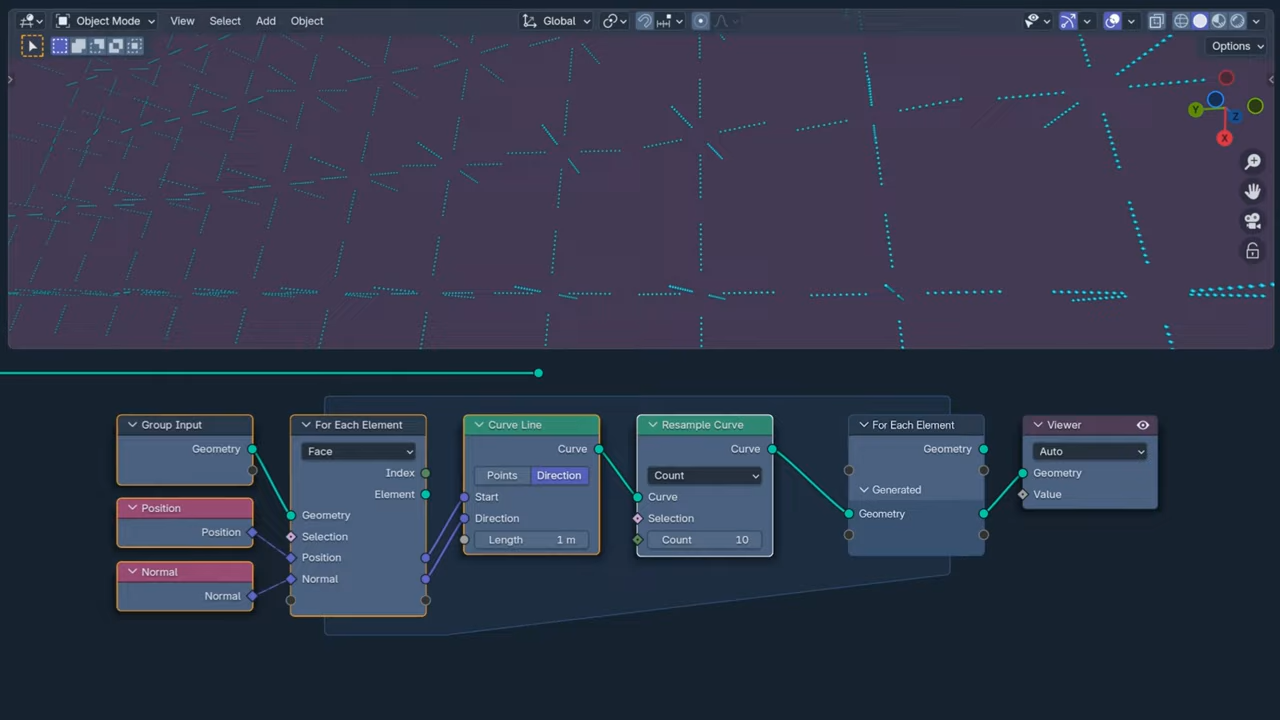 Object Mode View Select Add Object Global
Options
Y Z X
Group Input
Geometry
Position
Position
Normal
Normal
For Each Element
Face
Index
Element
Geometry
Selection
Position
Normal
Curve Line
Curve
Points Direction
Start
Direction
Length 1 m
Resample Curve
Curve
Count
Curve
Selection
Count 10
For Each Element
Geometry
Generated
Geometry
Viewer
Auto
Geometry
Value